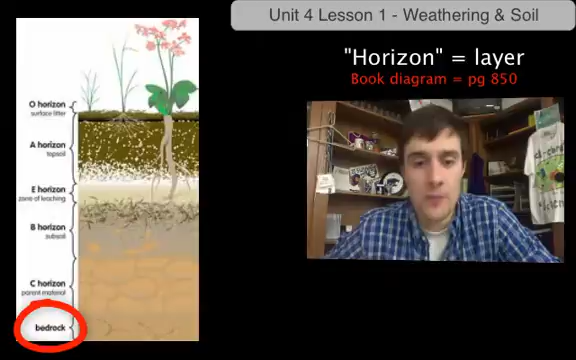 Unit 4 Lesson 1 - Weathering & Soil
"Horizon" = layer
Book diagram = pg 850
O horizon
surface litter
A horizon
topsoil
E horizon
zone of leaching
B horizon
subsoil
C horizon
parent material
bedrock